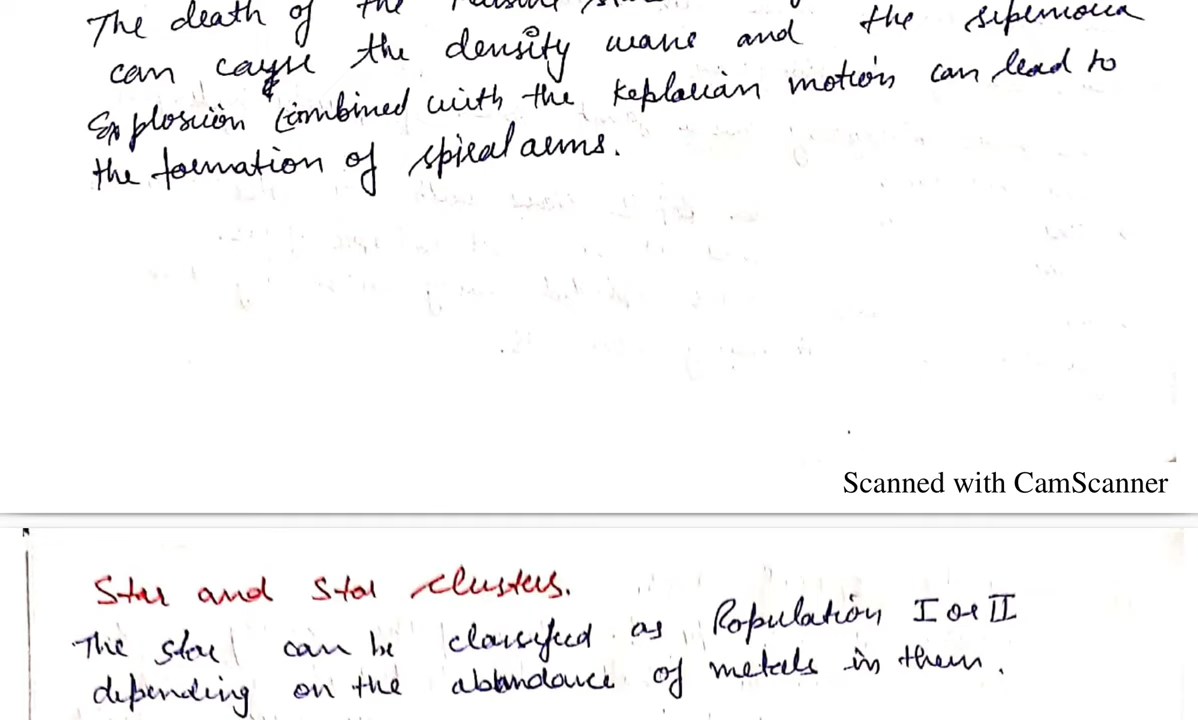 The death of the
can cause the density wave and the supernova
Explosion combined with the keplarian motion can lead to
the formation of spiral arms.
Scanned with CamScanner
Star and Star clusters.
The star can be classified as Population I or II
depending on the abundance of metals in them.